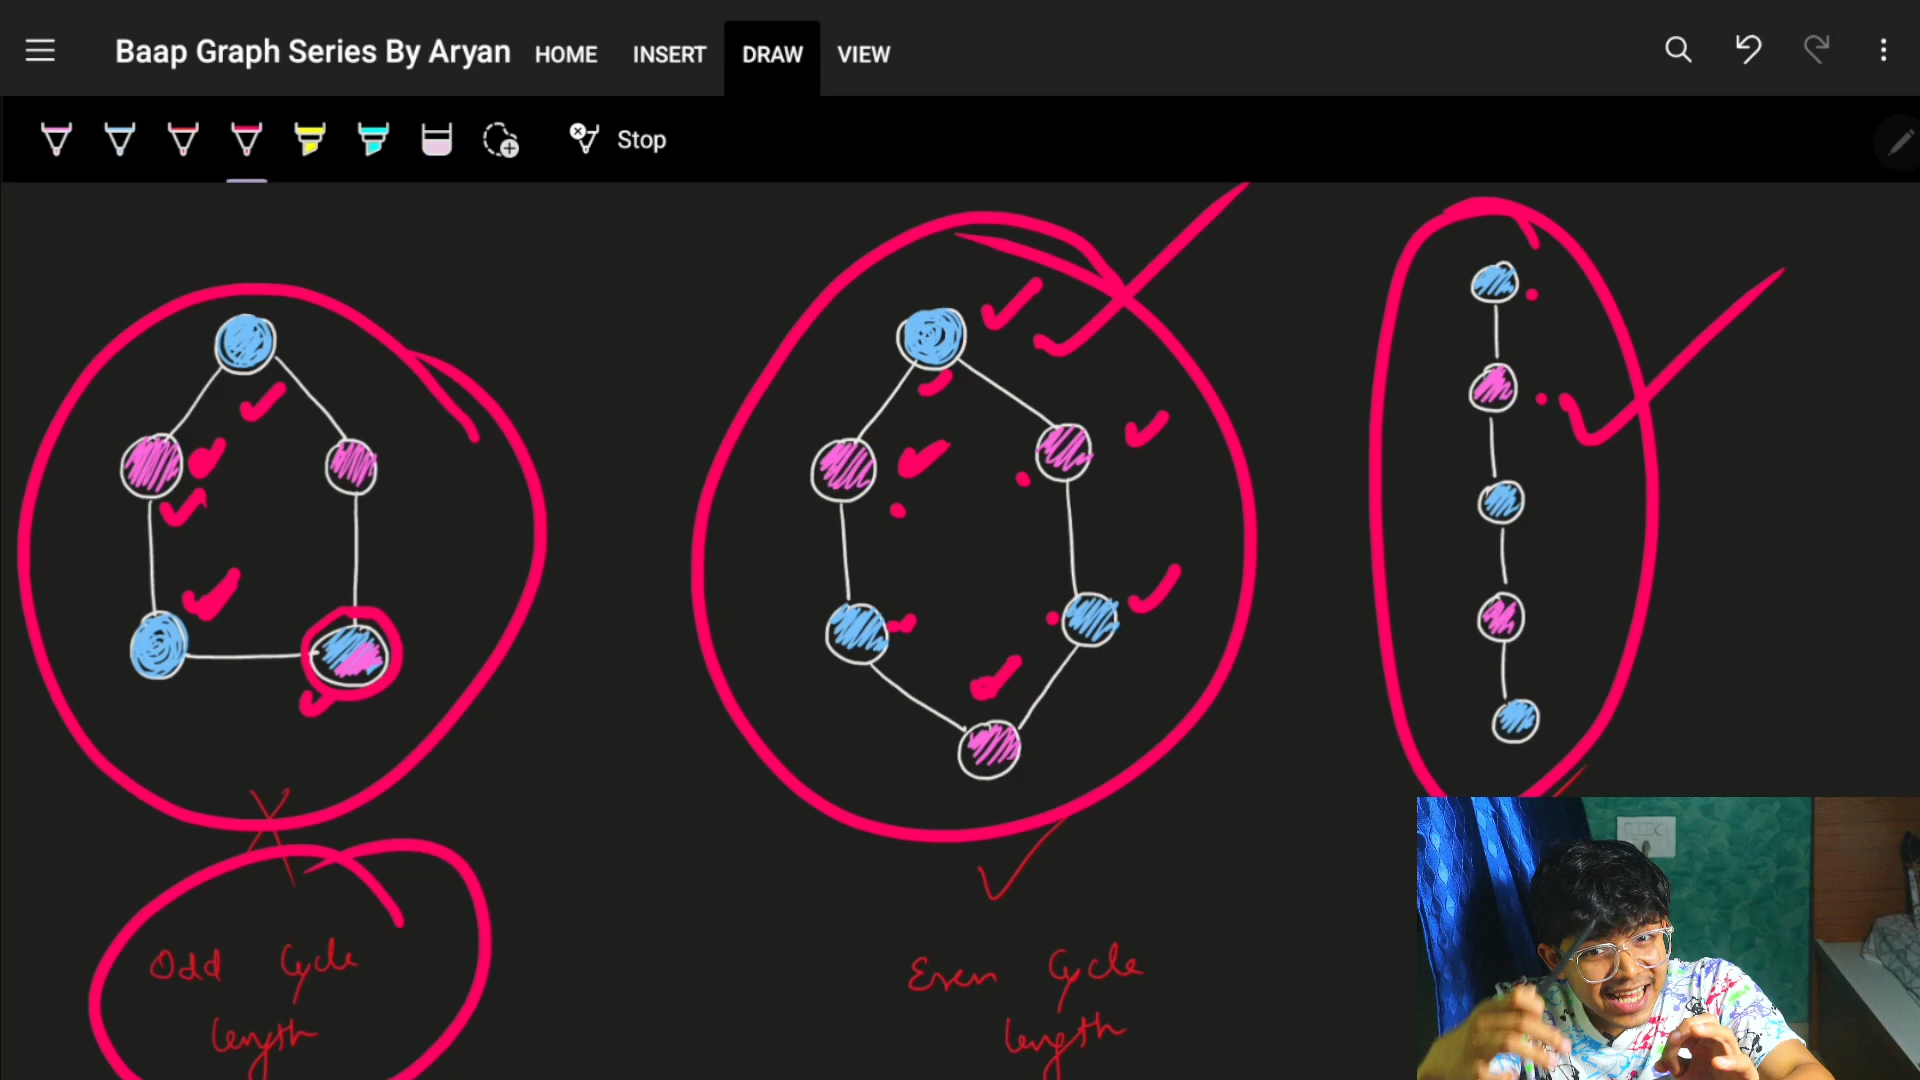 Baap Graph Series By Aryan HOME INSERT DRAW VIEW
Stop
Odd Cycle
length
Even Cycle
length